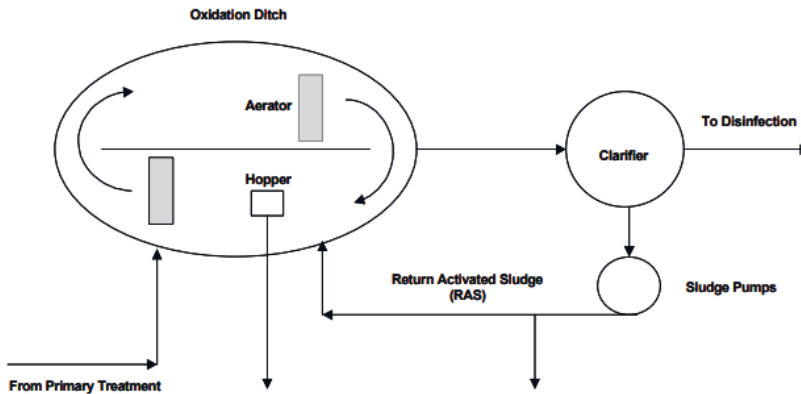 Oxidation Ditch
Aerator
To Disinfection
Clarifier
Hopper
Return Activated Sludge
(RAS)
Sludge Pumps
From Primary Treatment